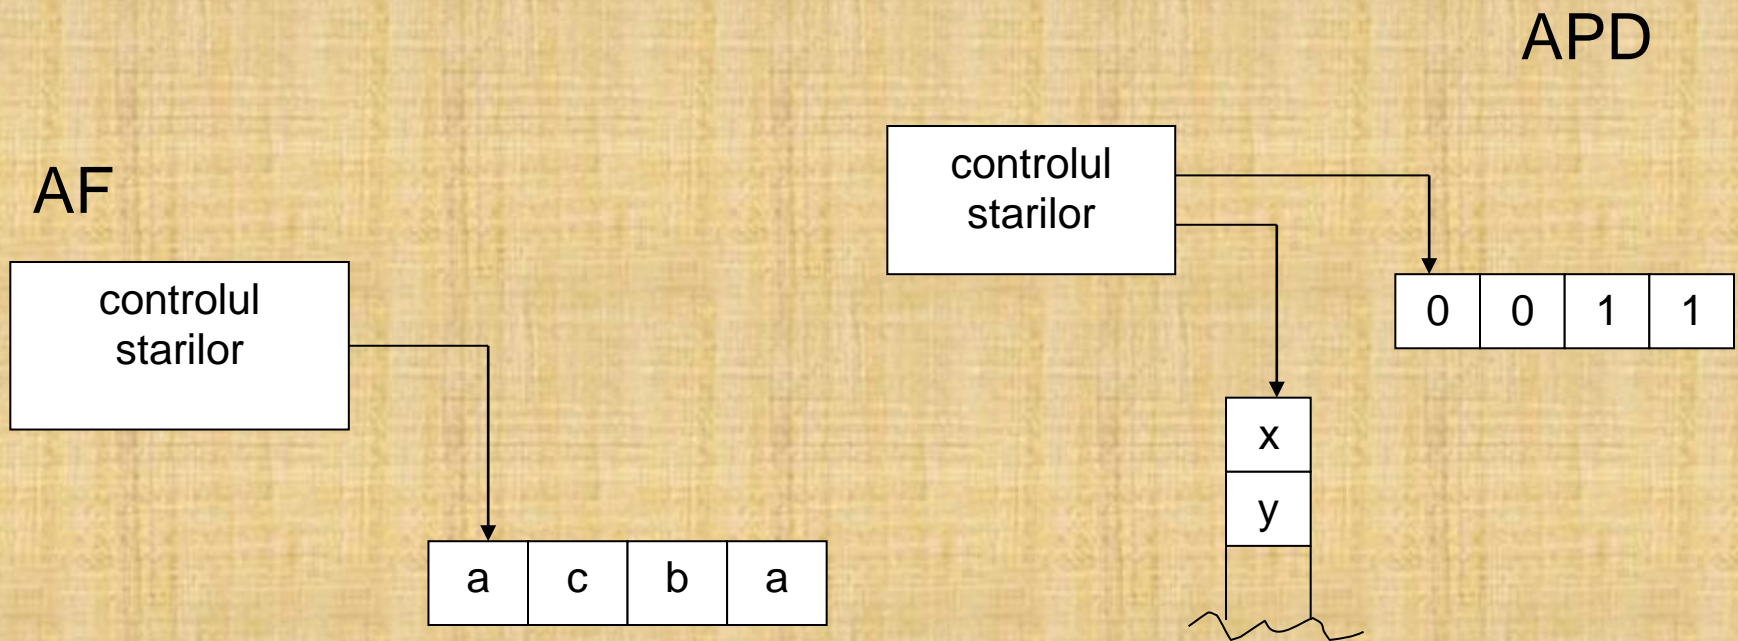 AF
controlul
starilor
a c b a
APD
controlul
starilor
0 0 1 1
x
y